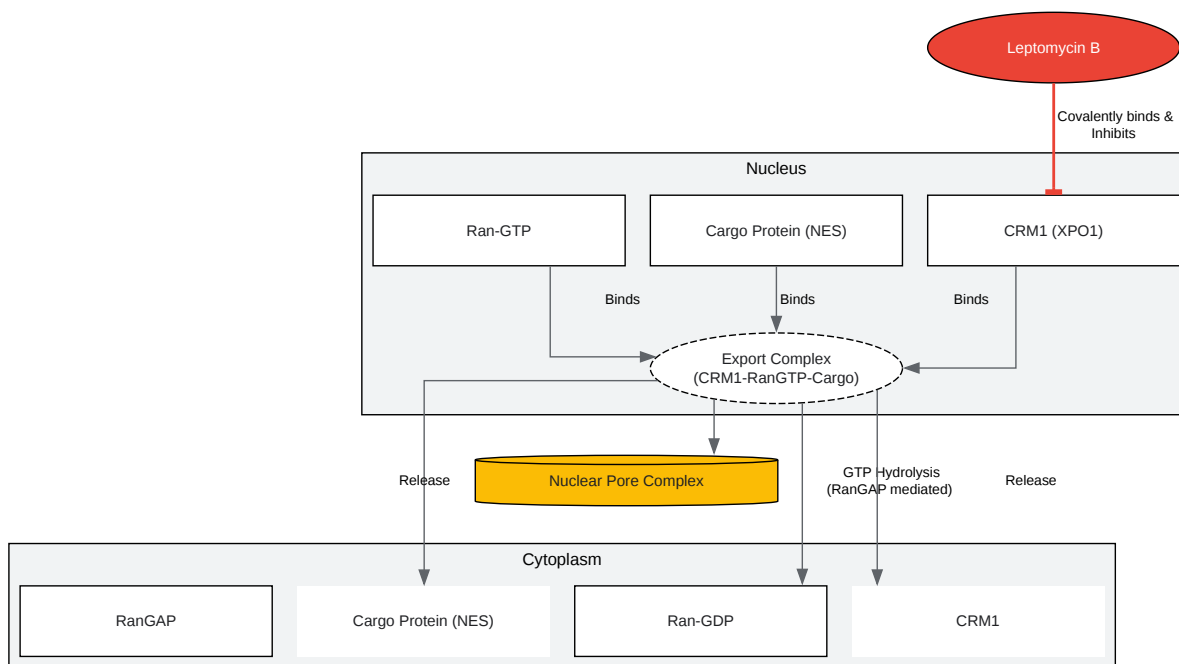 Leptomycin B
Covalently binds &
Inhibits
Nucleus
Ran-GTP
Cargo Protein (NES)
CRM1 (XPO1)
Binds
Binds
Binds
Export Complex
(CRM1-RanGTP-Cargo)
Release
Nuclear Pore Complex
GTP Hydrolysis
(RanGAP mediated)
Release
Cytoplasm
RanGAP
Cargo Protein (NES)
Ran-GDP
CRM1